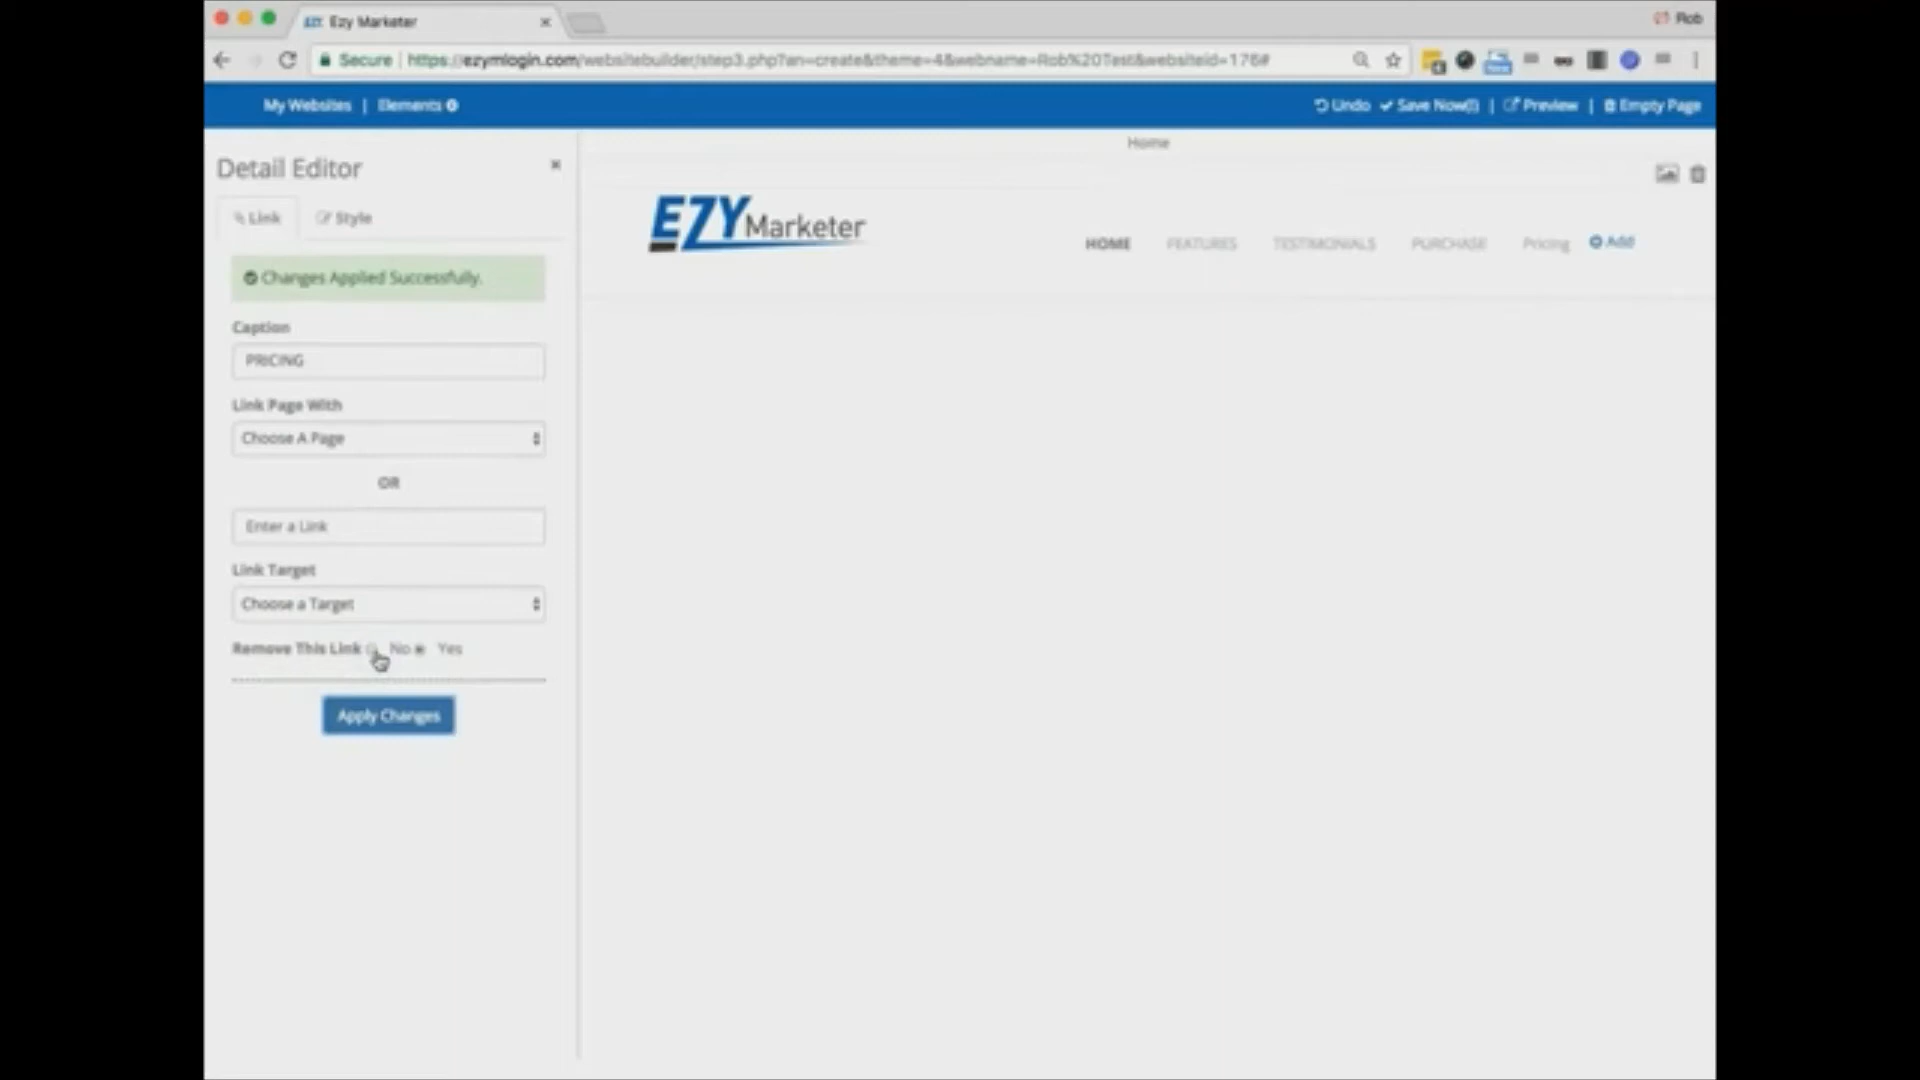 EZY Ezy Marketer
Rob
Secure https://ezymlogin.com/websitebuilder/step3.php?an=create&theme=4&webname=Rob%20Test&websiteid=176#
My Websites | Elements
Undo Save Now(!) | Preview | Empty Page
Home
Detail Editor
Link Style
EZY Marketer
HOME FEATURES TESTIMONIALS PURCHASE Pricing Add
Changes Applied Successfully.
Caption
PRICING
Link Page With
Choose A Page
OR
Enter a Link
Link Target
Choose a Target
Remove This Link No Yes
Apply Changes